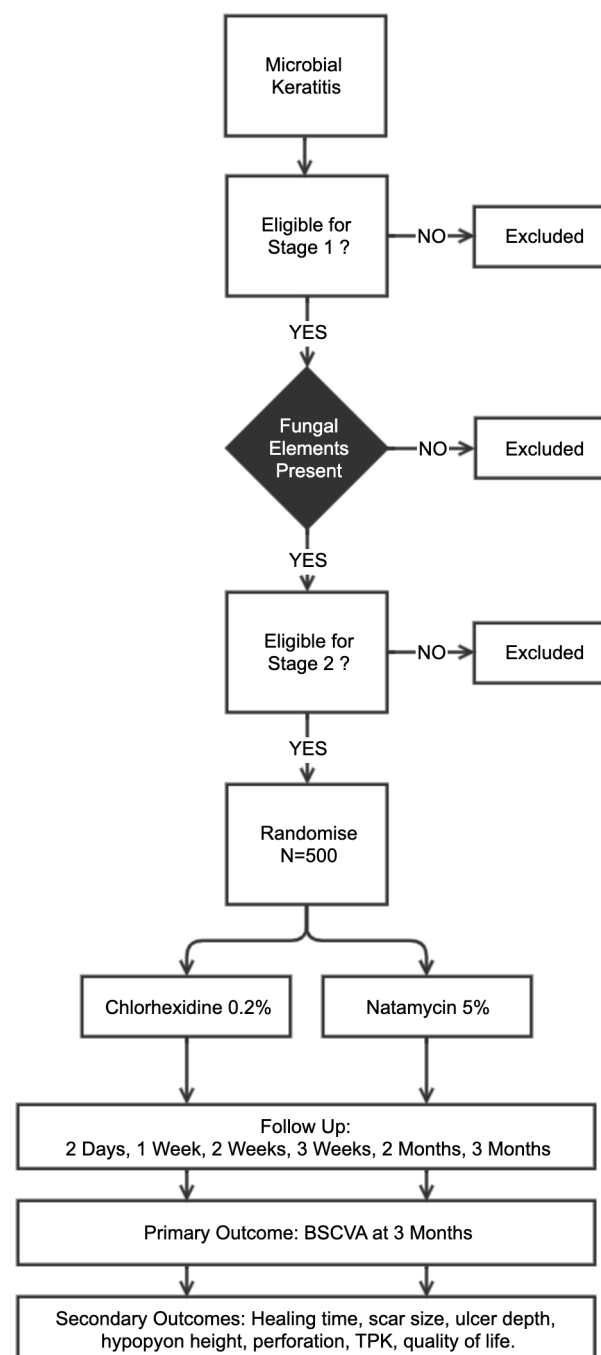 Microbial
Keratitis
Eligible for
Stage 1 ?
NO
Excluded
YES
Fungal
Elements
Present
NO
Excluded
YES
Eligible for
Stage 2 ?
NO
Excluded
YES
Randomise
N=500
Chlorhexidine 0.2%
Natamycin 5%
Follow Up:
2 Days, 1 Week, 2 Weeks, 3 Weeks, 2 Months, 3 Months
Primary Outcome: BSCVA at 3 Months
Secondary Outcomes: Healing time, scar size, ulcer depth,
hypopyon height, perforation, TPK, quality of life.